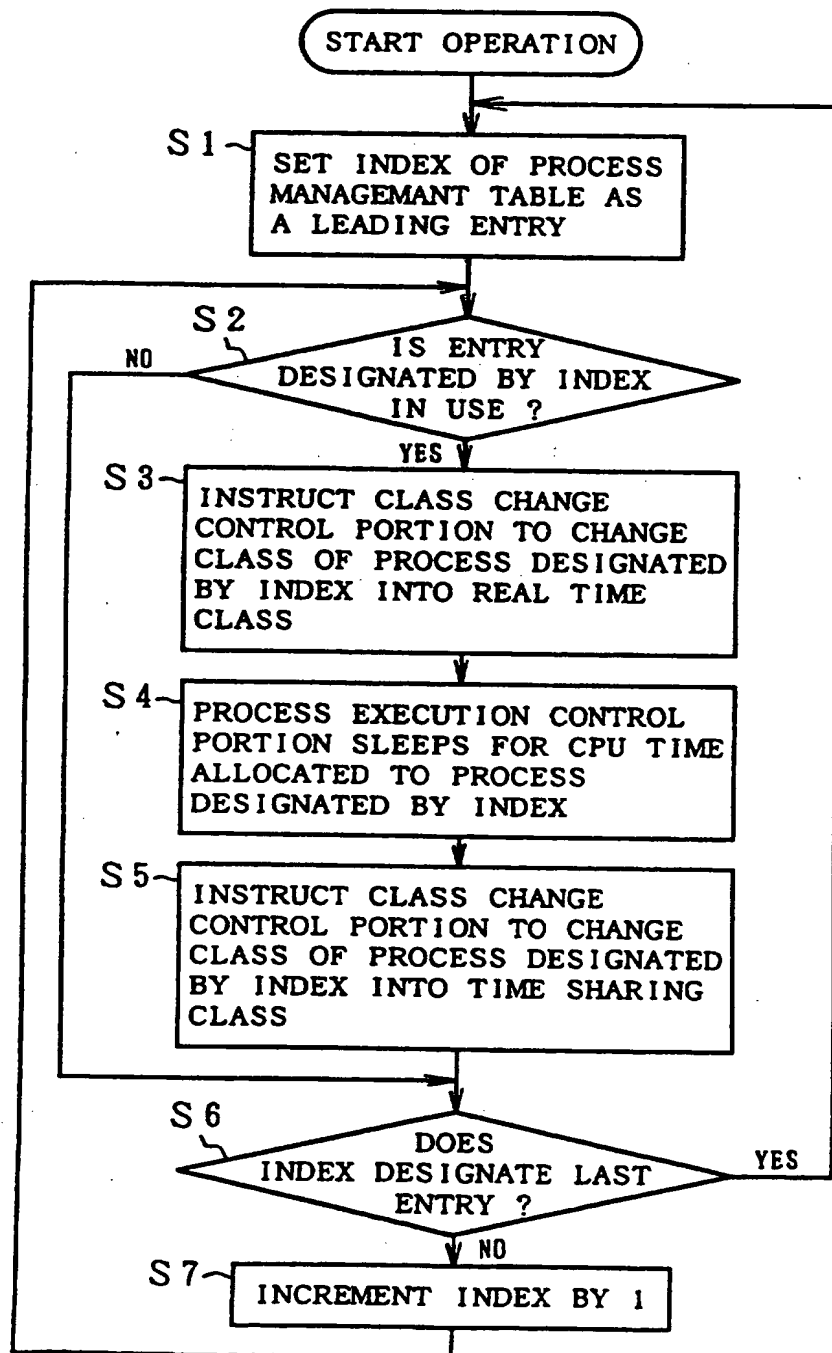 START OPERATION
S1
SET INDEX OF PROCESS
MANAGEMANT TABLE AS
A LEADING ENTRY
S2
NO
IS ENTRY
DESIGNATED BY INDEX
IN USE ?
YES
S3
INSTRUCT CLASS CHANGE
CONTROL PORTION TO CHANGE
CLASS OF PROCESS DESIGNATED
BY INDEX INTO REAL TIME
CLASS
S4
PROCESS EXECUTION CONTROL
PORTION SLEEPS FOR CPU TIME
ALLOCATED TO PROCESS
DESIGNATED BY INDEX
S5
INSTRUCT CLASS CHANGE
CONTROL PORTION TO CHANGE
CLASS OF PROCESS DESIGNATED
BY INDEX INTO TIME SHARING
CLASS
S6
DOES
INDEX DESIGNATE LAST
ENTRY ?
YES
NO
S7
INCREMENT INDEX BY 1